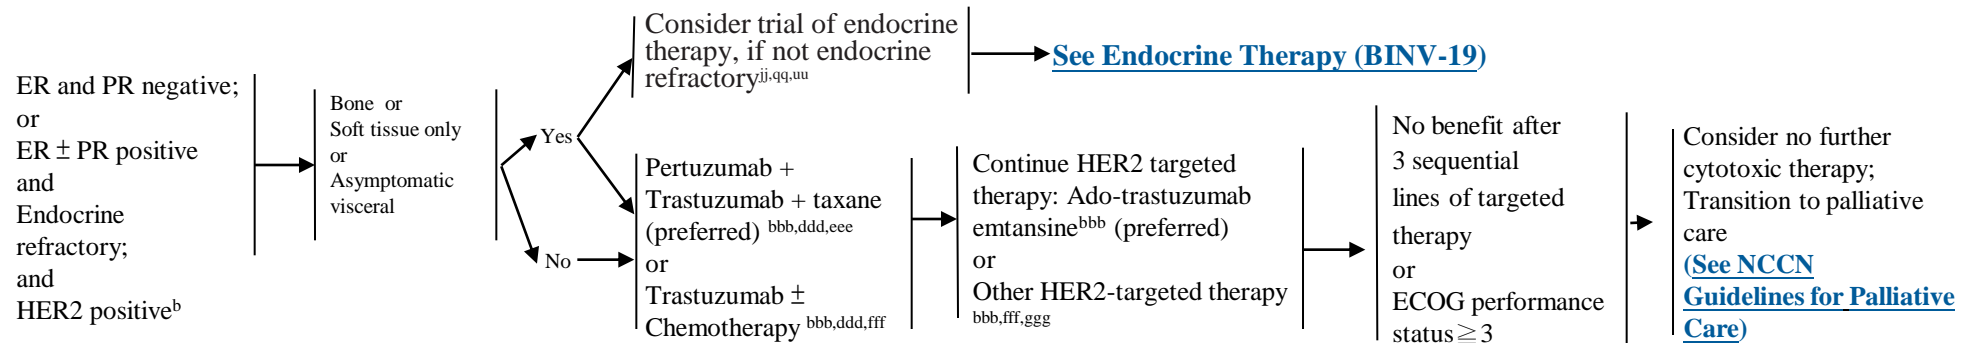 ER and PR negative;
or
ER ± PR positive
and
Endocrine
refractory;
and
HER2 positiveb
Bone or
Soft tissue only
or
Asymptomatic
visceral
Yes
No
Consider trial of endocrine
therapy, if not endocrine
refractoryjj,qq,uu
See Endocrine Therapy (BINV-19)
Pertuzumab +
Trastuzumab + taxane
(preferred) bbb,ddd,eee
or
Trastuzumab ±
Chemotherapy bbb,ddd,fff
Continue HER2 targeted
therapy: Ado-trastuzumab
emtansinebbb (preferred)
or
Other HER2-targeted therapy
bbb,fff,ggg
No benefit after
3 sequential
lines of targeted
therapy
or
ECOG performance
status≧3
Consider no further
cytotoxic therapy;
Transition to palliative
care
(See NCCN
Guidelines for Palliative
Care)